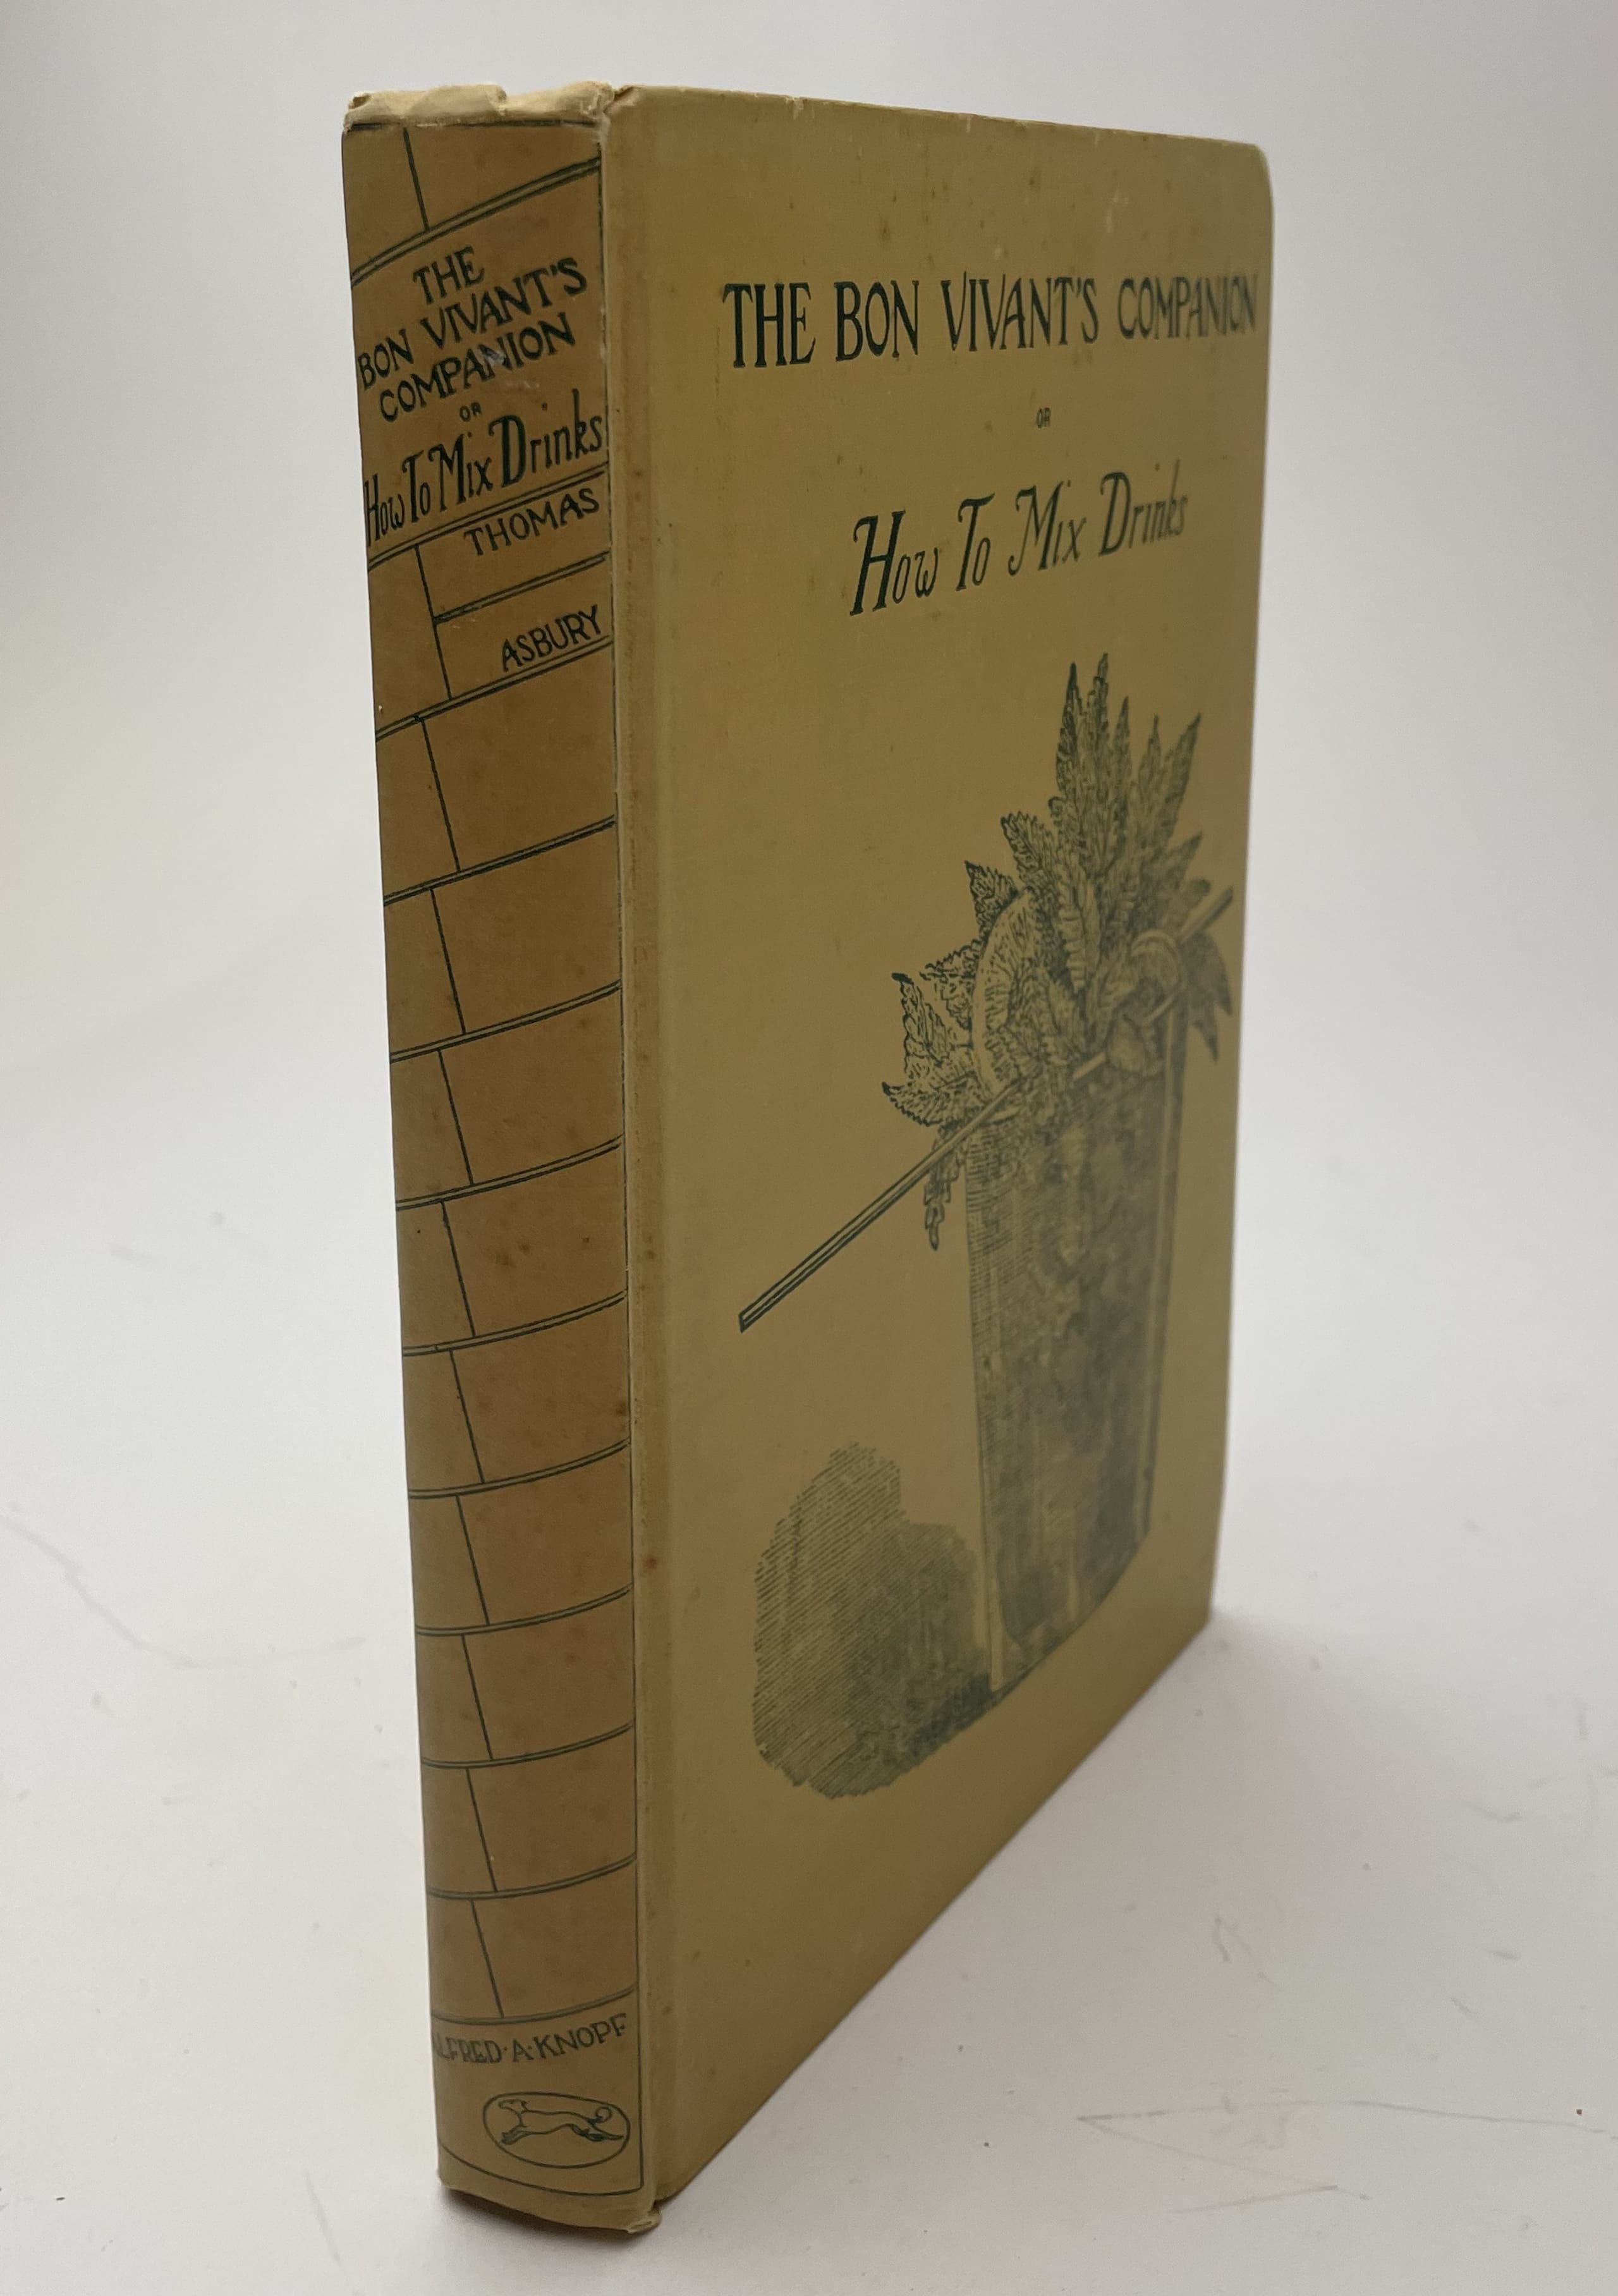 THE
BON VIVANT'S
COMPANION
OR
How To Mix Drinks
THOMAS
ASBURY
ALFRED·A·KNOPF
THE BON VIVANT'S COMPANION
OR
How To Mix Drinks